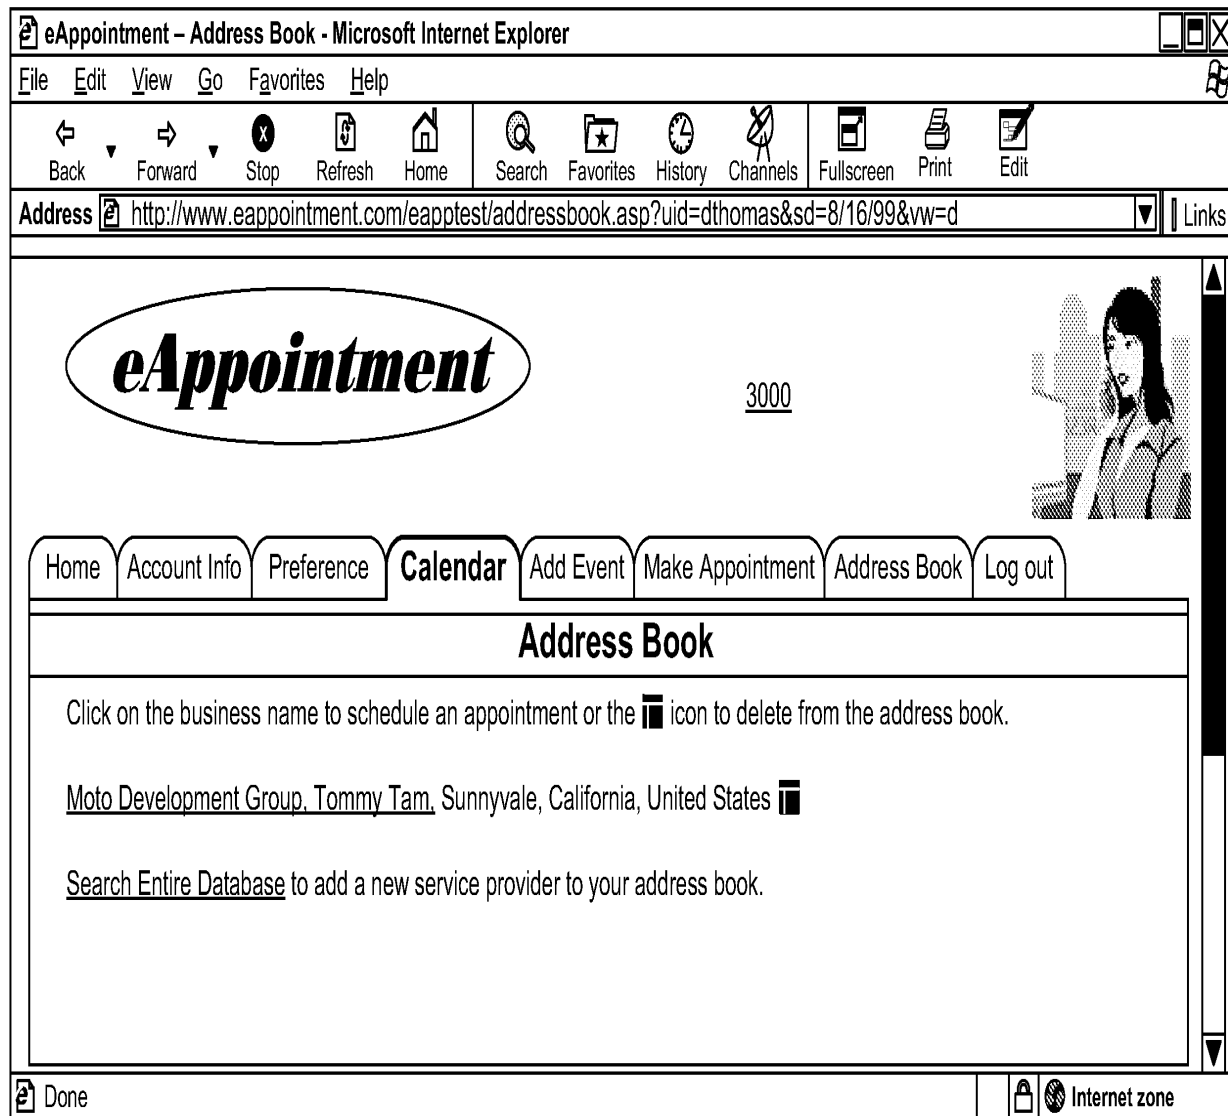 eAppointment – Address Book - Microsoft Internet Explorer
File Edit View Go Favorites Help
Back Forward Stop Refresh Home Search Favorites History Channels Fullscreen Print Edit
Address http://www.eappointment.com/eapptest/addressbook.asp?uid=dthomas&sd=8/16/99&vw=d Links
eAppointment
3000
Home Account Info Preference Calendar Add Event Make Appointment Address Book Log out
Address Book
Click on the business name to schedule an appointment or the icon to delete from the address book.
Moto Development Group, Tommy Tam, Sunnyvale, California, United States
Search Entire Database to add a new service provider to your address book.
Done Internet zone